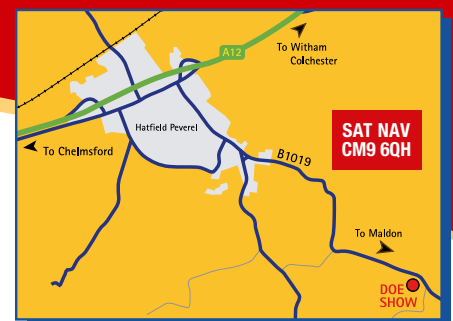 To Witham
Colchester
A12
Hatfield Peverel
SAT NAV
CM9 6QH
To Chelmsford
B1019
To Maldon
DOE
SHOW